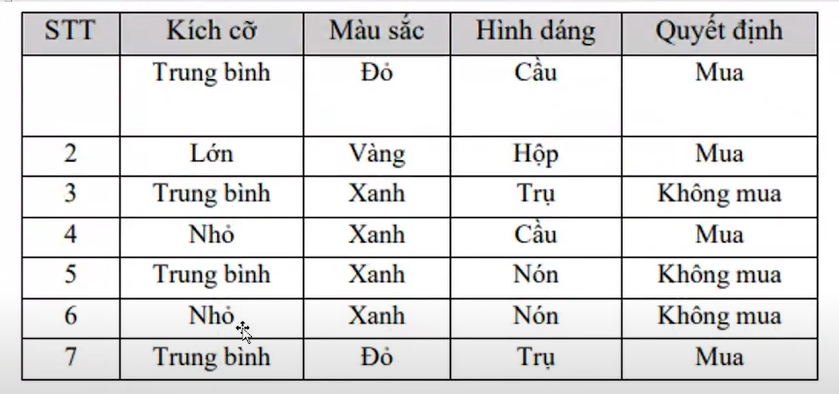 STT Kích cỡ Màu sắc Hình dáng Quyết định
Trung bình Đỏ Cầu Mua
2 Lớn Vàng Hộp Mua
3 Trung bình Xanh Trụ Không mua
4 Nhỏ Xanh Cầu Mua
5 Trung bình Xanh Nón Không mua
6 Nhỏ Xanh Nón Không mua
7 Trung bình Đỏ Trụ Mua